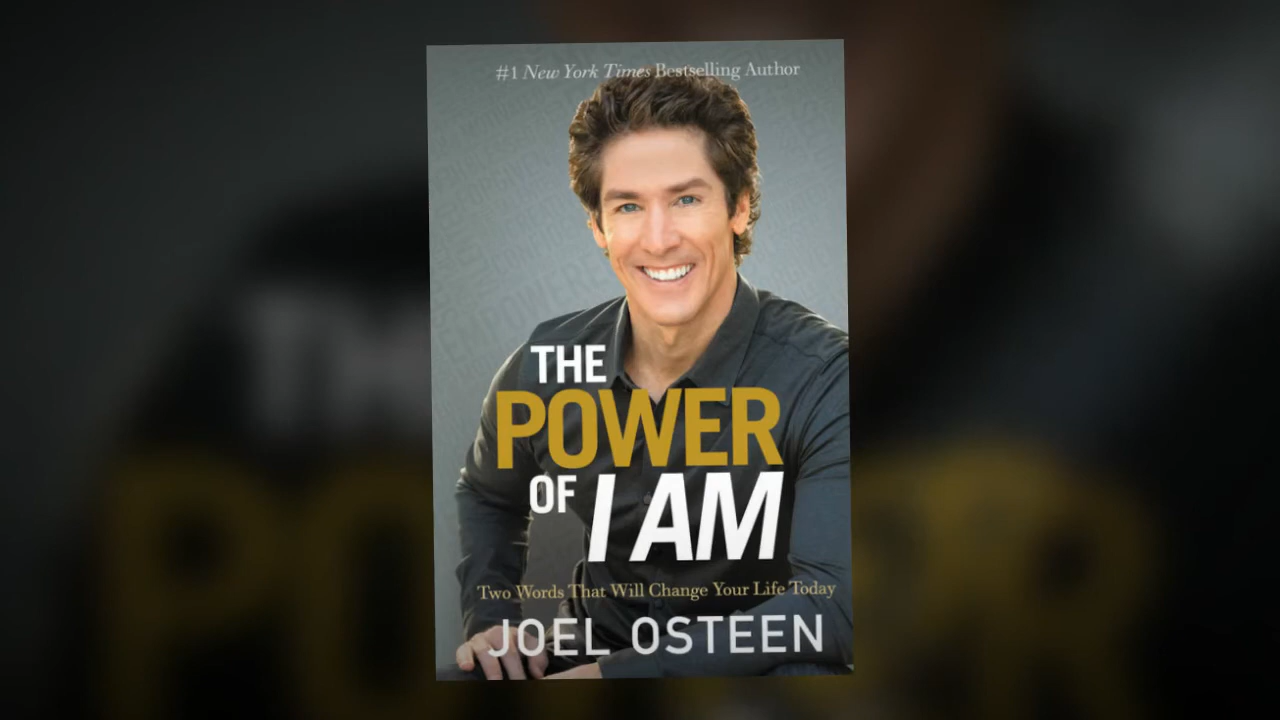 #1 New York Times Bestselling Author
THE
POWER
OF I AM
Two Words That Will Change Your Life Today
JOEL OSTEEN